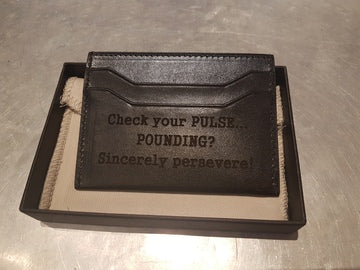 Check your PULSE...
POUNDING?
Sincerely persevere!